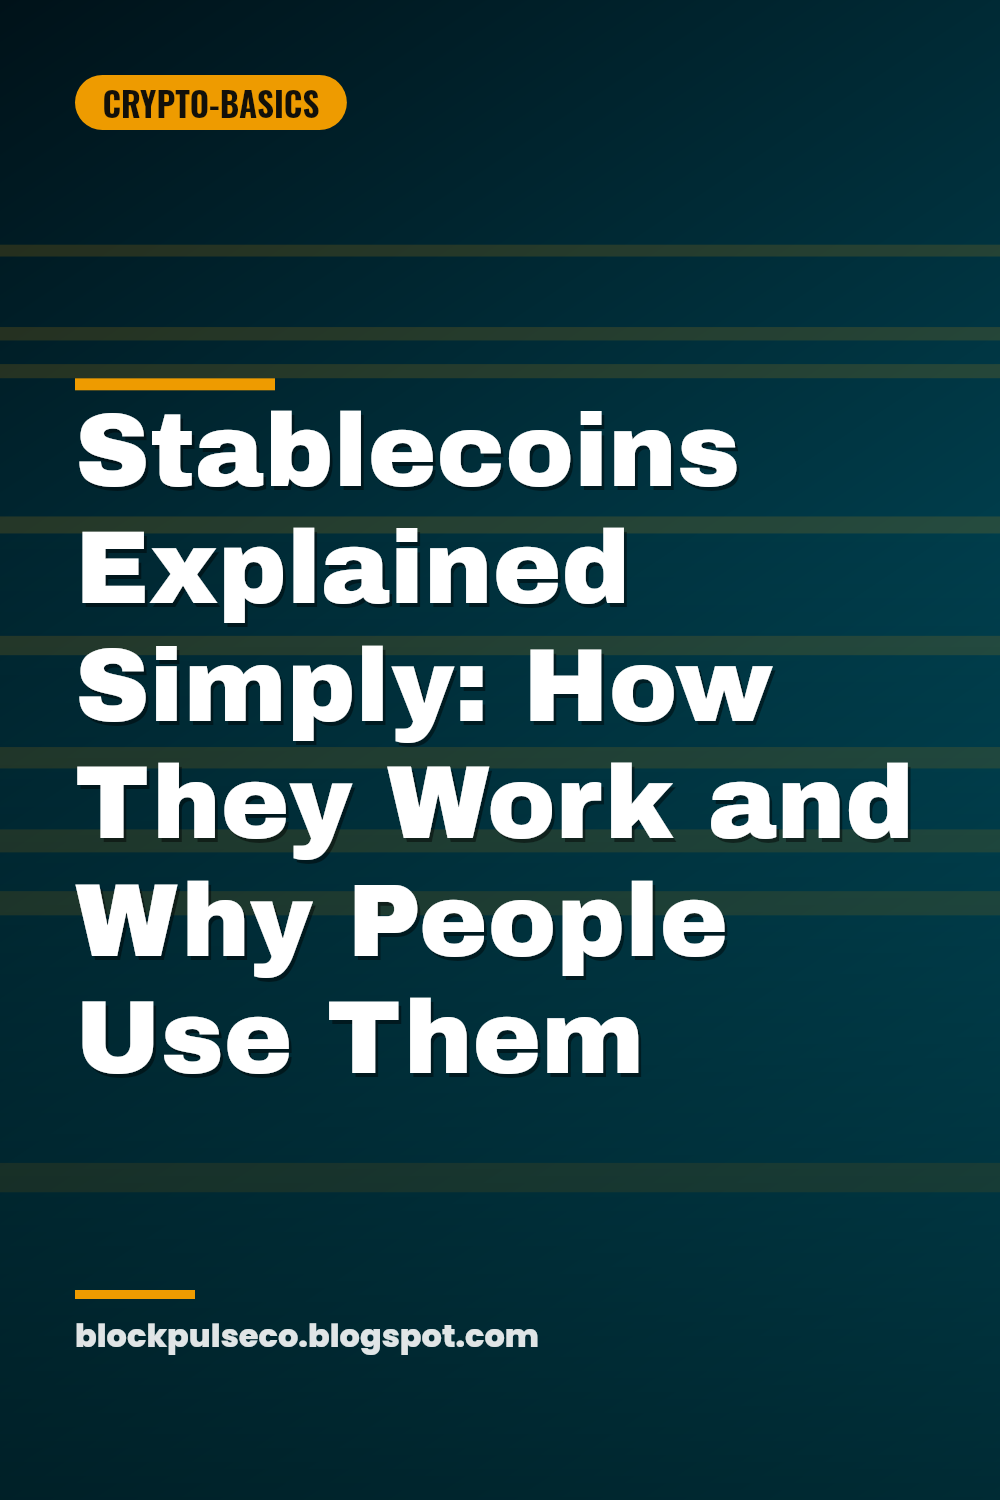 CRYPTO-BASICS
Stablecoins
Explained
Simply: How
They Work and
Why People
Use Them
blockpulseco.blogspot.com